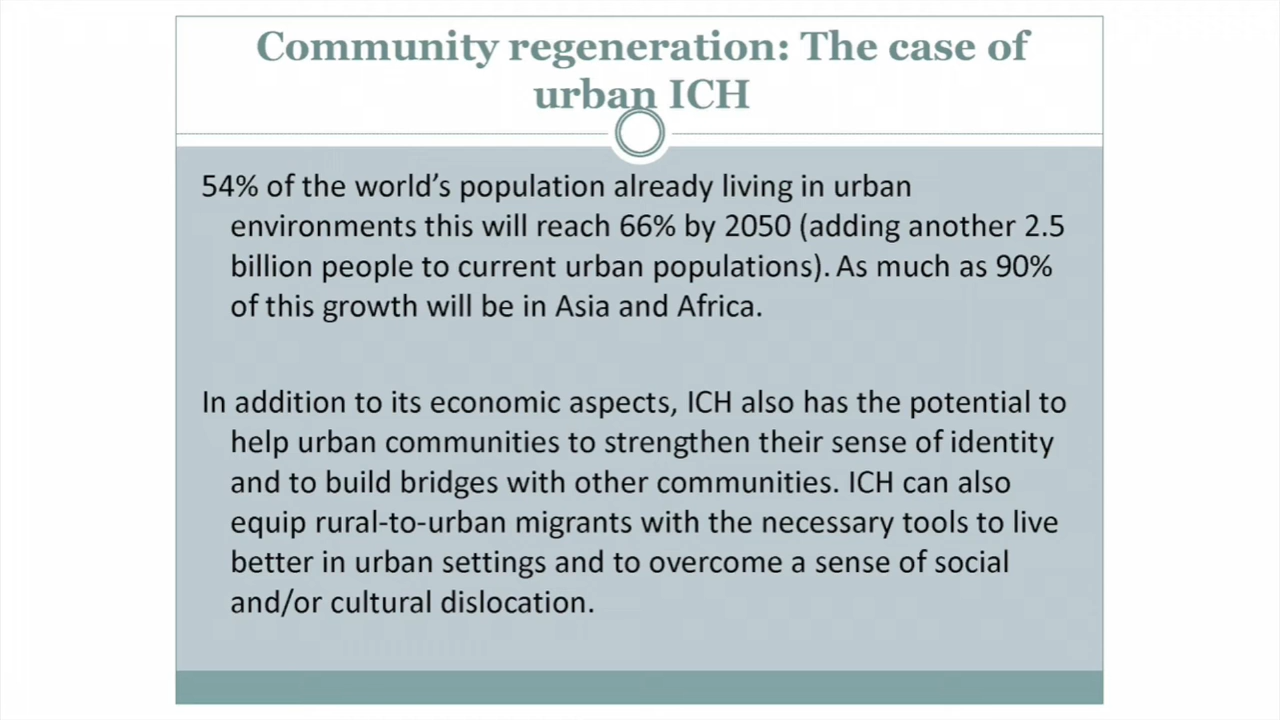 Community regeneration: The case of
urban ICH
54% of the world’s population already living in urban
environments this will reach 66% by 2050 (adding another 2.5
billion people to current urban populations). As much as 90%
of this growth will be in Asia and Africa.
In addition to its economic aspects, ICH also has the potential to
help urban communities to strengthen their sense of identity
and to build bridges with other communities. ICH can also
equip rural-to-urban migrants with the necessary tools to live
better in urban settings and to overcome a sense of social
and/or cultural dislocation.